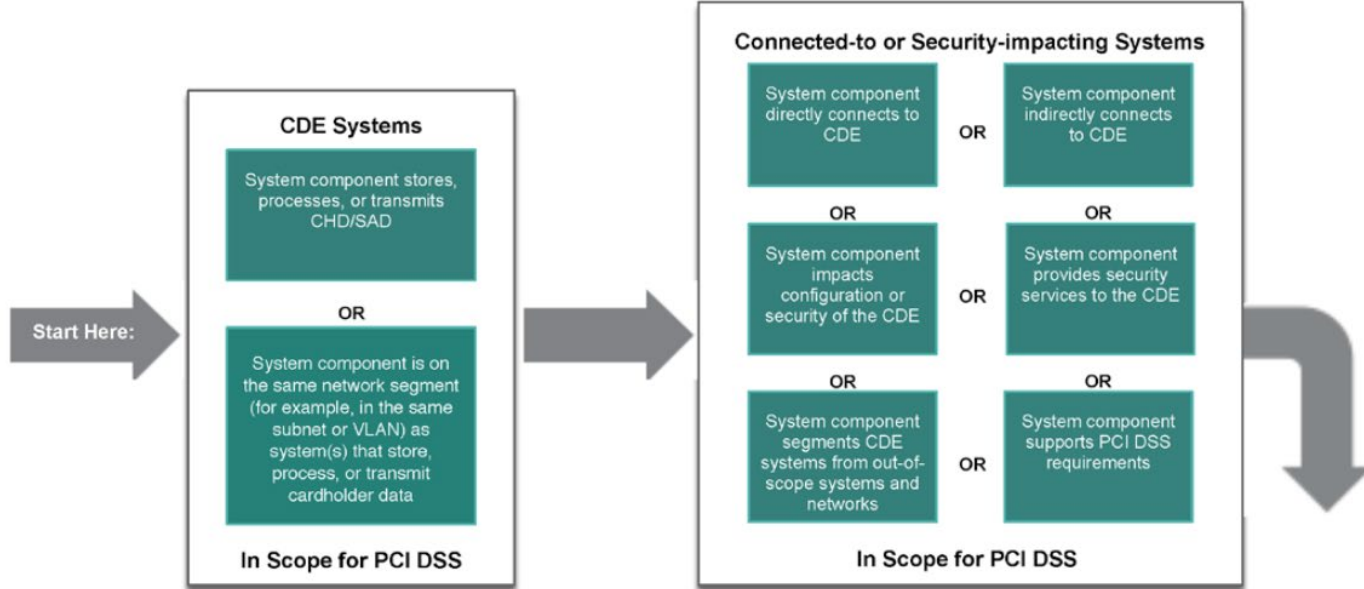 Start Here:
CDE Systems
System component stores,
processes, or transmits
CHD/SAD
OR
System component is on
the same network segment
(for example, in the same
subnet or VLAN) as
system(s) that store,
process, or transmit
cardholder data
In Scope for PCI DSS
Connected-to or Security-impacting Systems
System component
directly connects to
CDE
OR
System component
indirectly connects
to CDE
OR
OR
System component
impacts
configuration or
security of the CDE
OR
System component
provides security
services to the CDE
OR
OR
System component
segments CDE
systems from out-of-
scope systems and
networks
OR
System component
supports PCI DSS
requirements
In Scope for PCI DSS